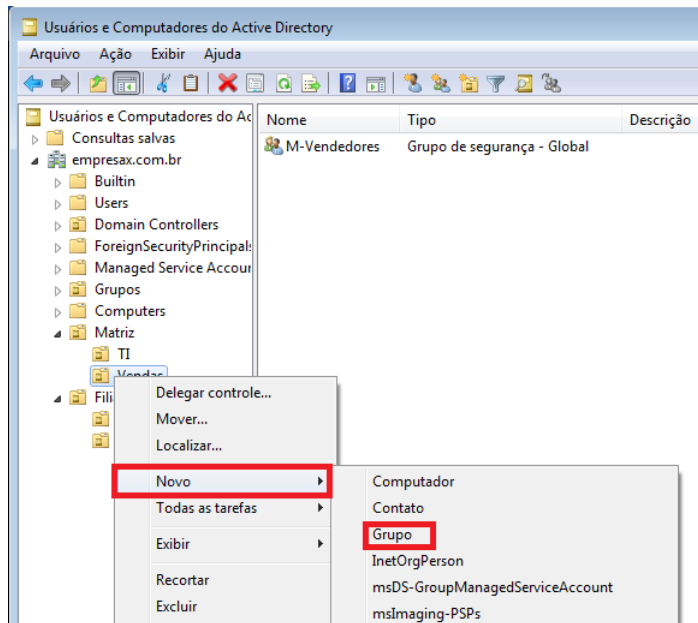 Usuários e Computadores do Active Directory
Arquivo Ação Exibir Ajuda
Usuários e Computadores do Ac
Consultas salvas
empresax.com.br
Builtin
Users
Domain Controllers
ForeignSecurityPrincipals
Managed Service Accour
Grupos
Computers
Matriz
TI
Vendas
Fili
Nome Tipo Descrição
M-Vendedores Grupo de segurança - Global
Delegar controle...
Mover...
Localizar...
Novo
Todas as tarefas
Exibir
Recortar
Excluir
Computador
Contato
Grupo
InetOrgPerson
msDS-GroupManagedServiceAccount
msImaging-PSPs